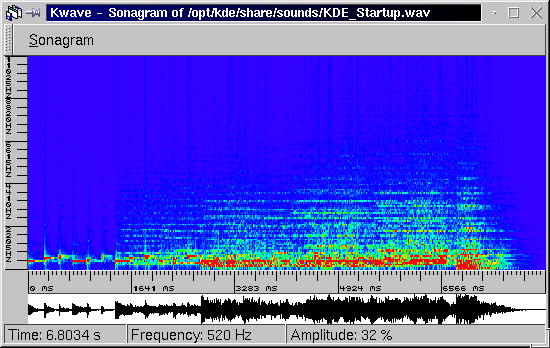 Kwave – Sonagram of /opt/kde/share/sounds/KDE_Startup.wav
Sonagram
0 ms
1641 ms
3283 ms
4924 ms
6566 ms
Time: 6.8034 s
Frequency: 520 Hz
Amplitude: 32 %